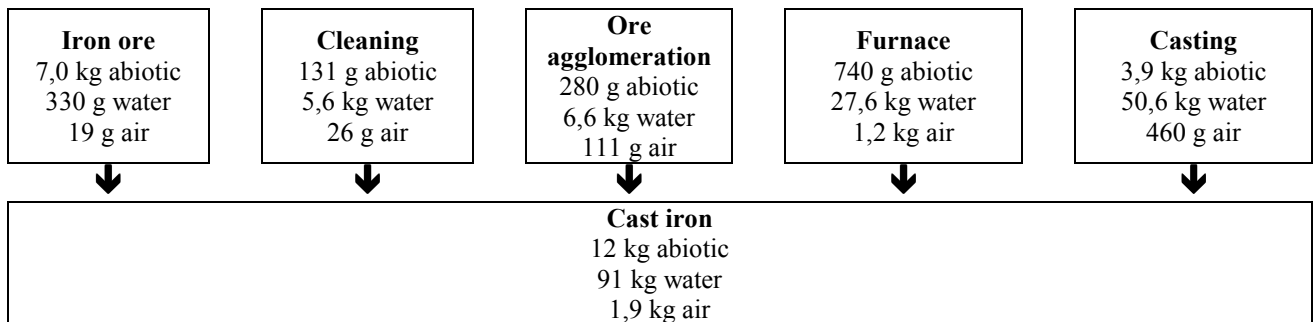 Iron ore
7,0 kg abiotic
330 g water
19 g air
Cleaning
131 g abiotic
5,6 kg water
26 g air
Ore
agglomeration
280 g abiotic
6,6 kg water
111 g air
Furnace
740 g abiotic
27,6 kg water
1,2 kg air
Casting
3,9 kg abiotic
50,6 kg water
460 g air
Cast iron
12 kg abiotic
91 kg water
1,9 kg air